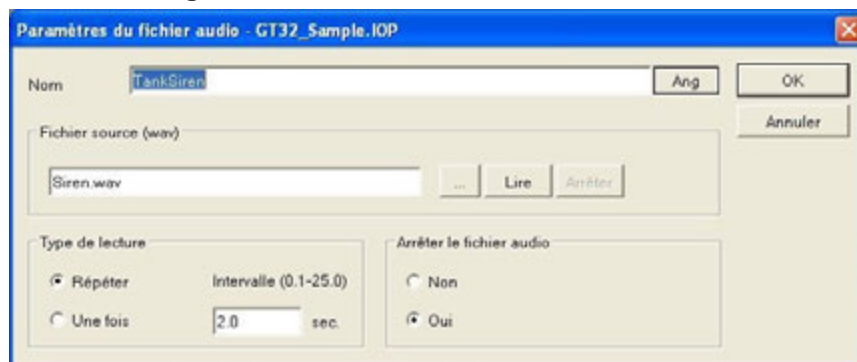 Paramètres du fichier audio - GT32_Sample.IOP
Nom TankSiren Ang OK
Annuler
Fichier source (wav)
Siren.wav ... Lire Arrêter
Type de lecture Arrêter le fichier audio
Répéter Intervalle (0.1-25.0) Non
Une fois 2.0 sec. Oui